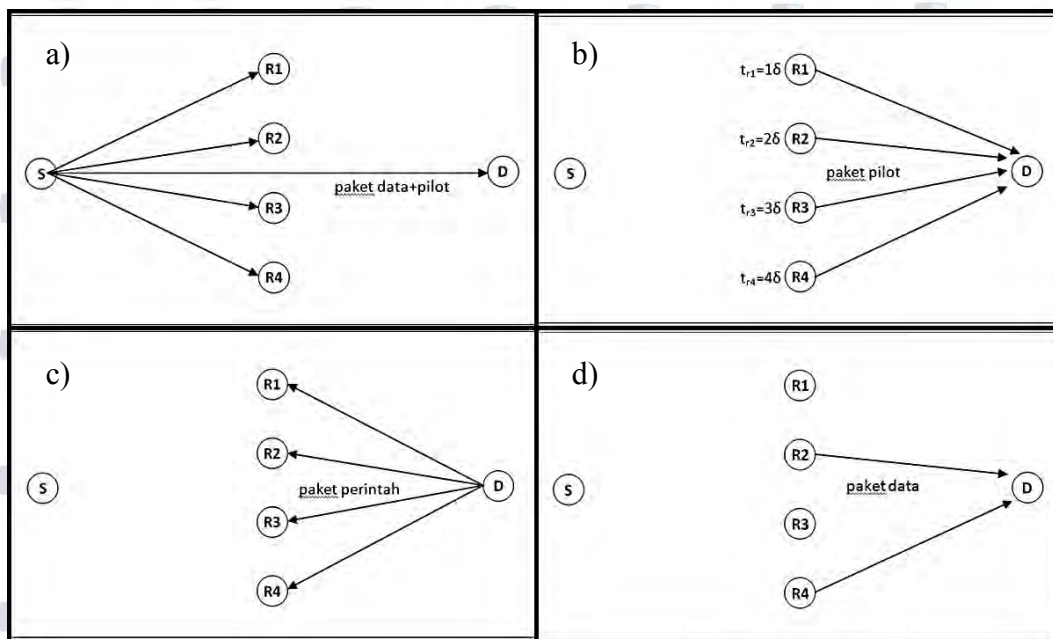 a)
R1
R2
S
D
paket data+pilot
R3
R4
b)
tr1=1δ R1
tr2=2δ R2
paket pilot
S
D
tr3=3δ R3
tr4=4δ R4
c)
R1
R2
S
paket perintah
D
R3
R4
d)
R1
R2
paket data
S
D
R3
R4